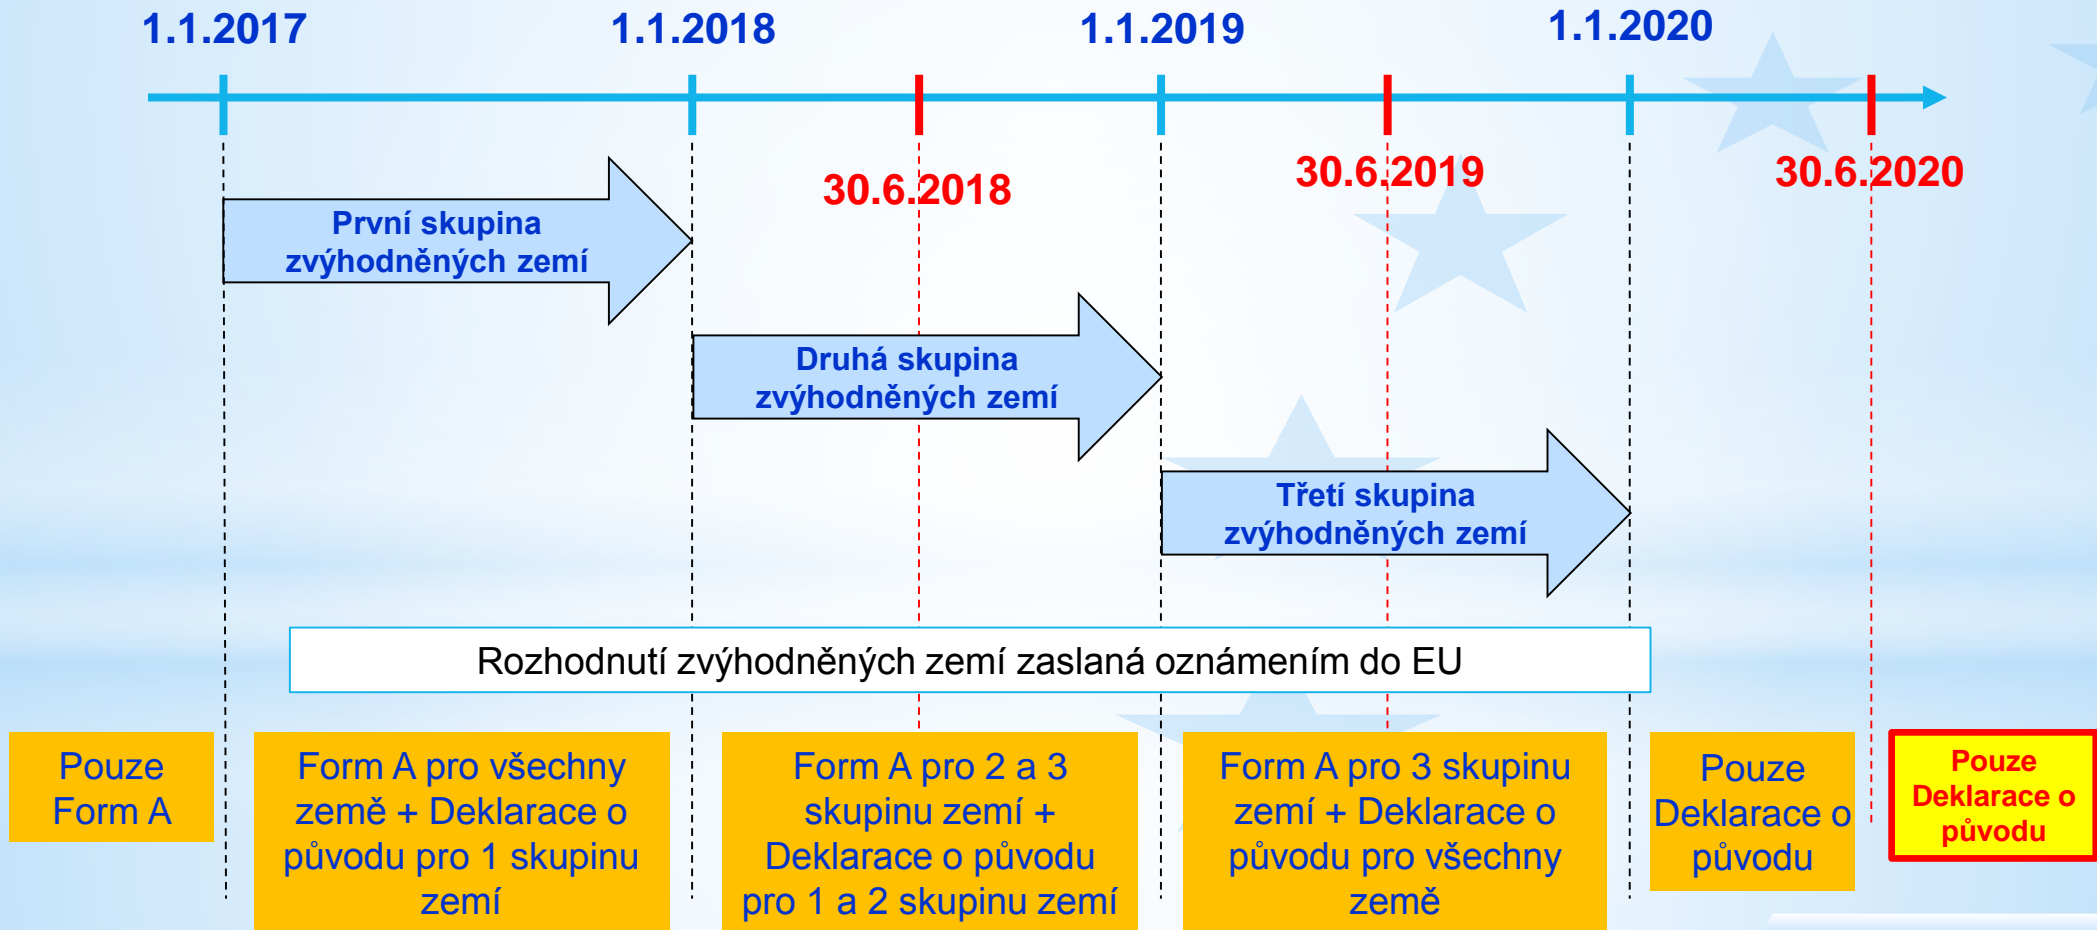 1.1.2017
1.1.2018
1.1.2019
1.1.2020
30.6.2018
30.6.2019
30.6.2020
První skupina
zvýhodněných zemí
Druhá skupina
zvýhodněných zemí
Třetí skupina
zvýhodněných zemí
Rozhodnutí zvýhodněných zemí zaslaná oznámením do EU
Pouze
Form A
Form A pro všechny
země + Deklarace o
původu pro 1 skupinu
zemí
Form A pro 2 a 3
skupinu zemí +
Deklarace o původu
pro 1 a 2 skupinu zemí
Form A pro 3 skupinu
zemí + Deklarace o
původu pro všechny
země
Pouze
Deklarace o
původu
Pouze
Deklarace o
původu